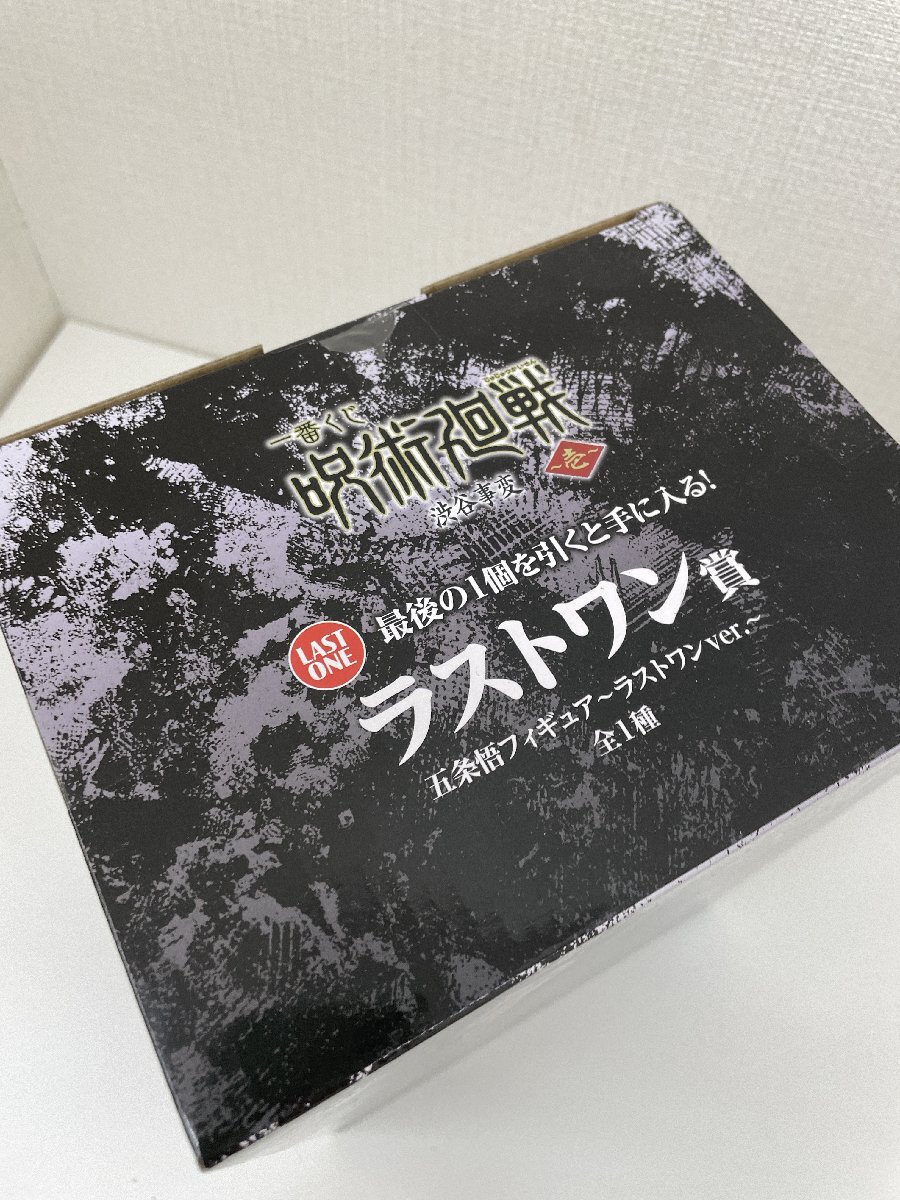 一番くじ
呪術廻戦
渋谷事変
~壱~
LAST
ONE
最後の1個を引くと手に入る!
ラストワン賞
五条悟フィギュア~ラストワンver.~
全1種